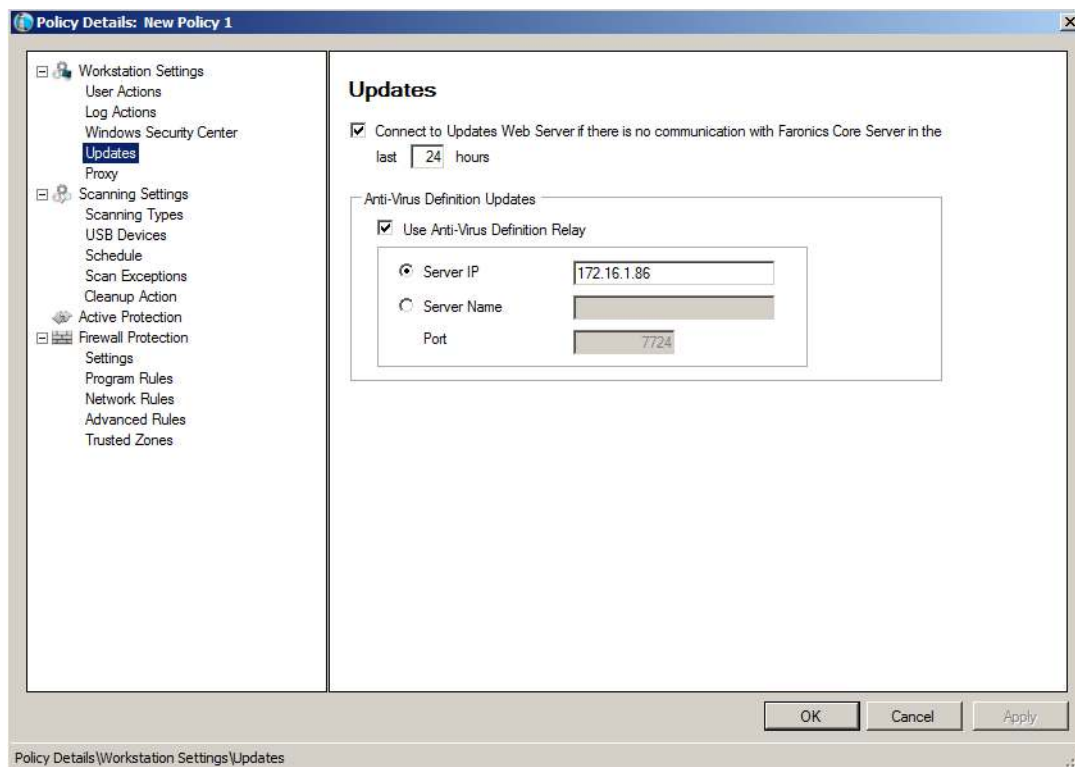 Policy Details: New Policy 1
Workstation Settings
User Actions
Log Actions
Windows Security Center
Updates
Proxy
Scanning Settings
Scanning Types
USB Devices
Schedule
Scan Exceptions
Cleanup Action
Active Protection
Firewall Protection
Settings
Program Rules
Network Rules
Advanced Rules
Trusted Zones
Updates
Connect to Updates Web Server if there is no communication with Faronics Core Server in the
last 24 hours
Anti-Virus Definition Updates
Use Anti-Virus Definition Relay
Server IP 172.16.1.86
Server Name
Port 7724
OK Cancel Apply
Policy Details\Workstation Settings\Updates